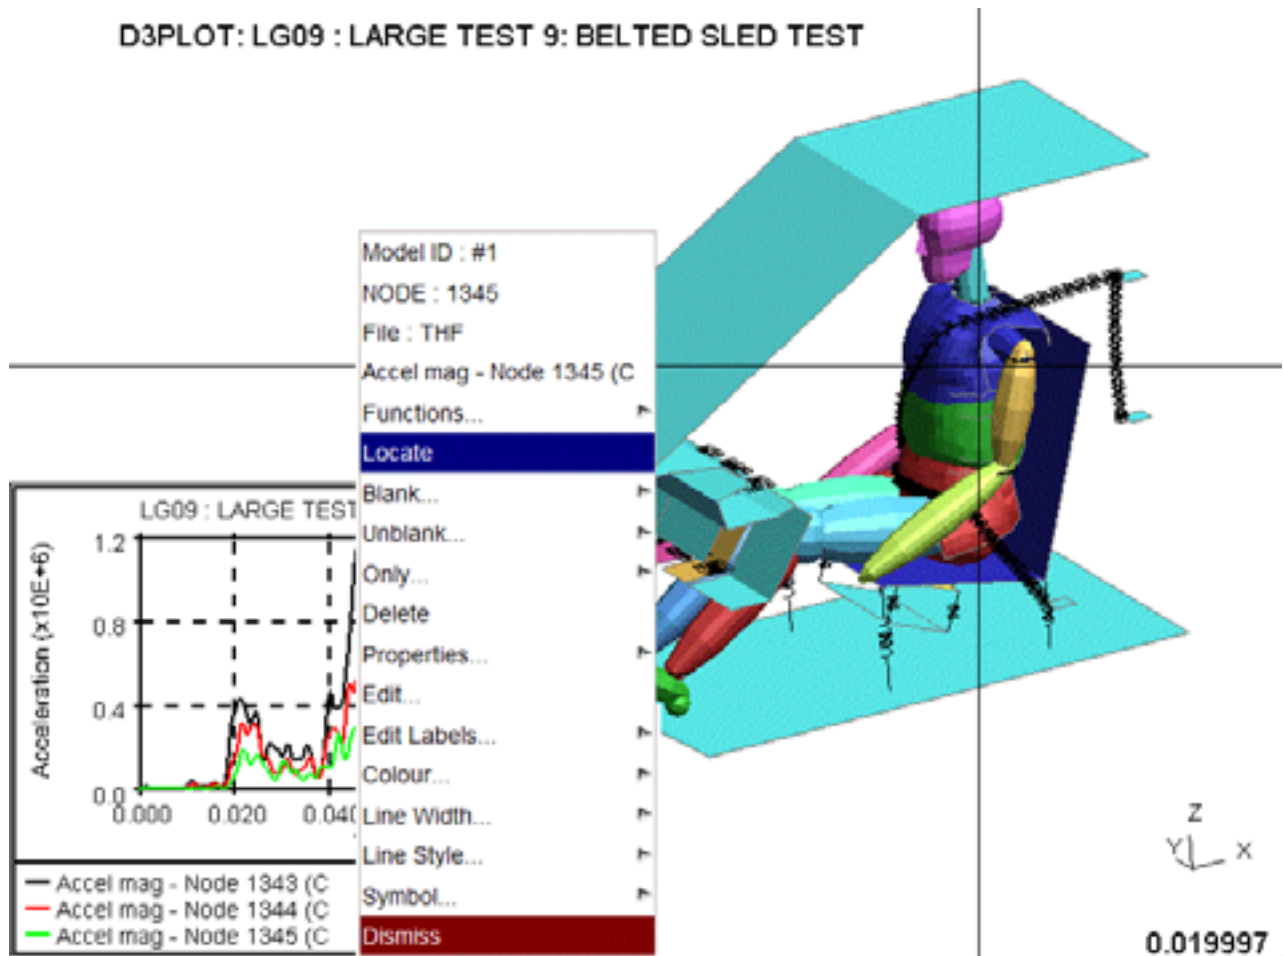 D3PLOT: LG09 : LARGE TEST 9: BELTED SLED TEST
Model ID : #1
NODE : 1345
File : THF
Accel mag - Node 1345 (C
Functions...
Locate
Blank...
Unblank...
Only...
Delete
Properties...
Edit...
Edit Labels...
Colour...
Line Width...
Line Style...
Symbol...
Dismiss
LG09 : LARGE TEST
Acceleration (x10E+6)
1.2
0.8
0.4
0.0
0.000 0.020 0.040
Accel mag - Node 1343 (C
Accel mag - Node 1344 (C
Accel mag - Node 1345 (C
Z
Y X
0.019997